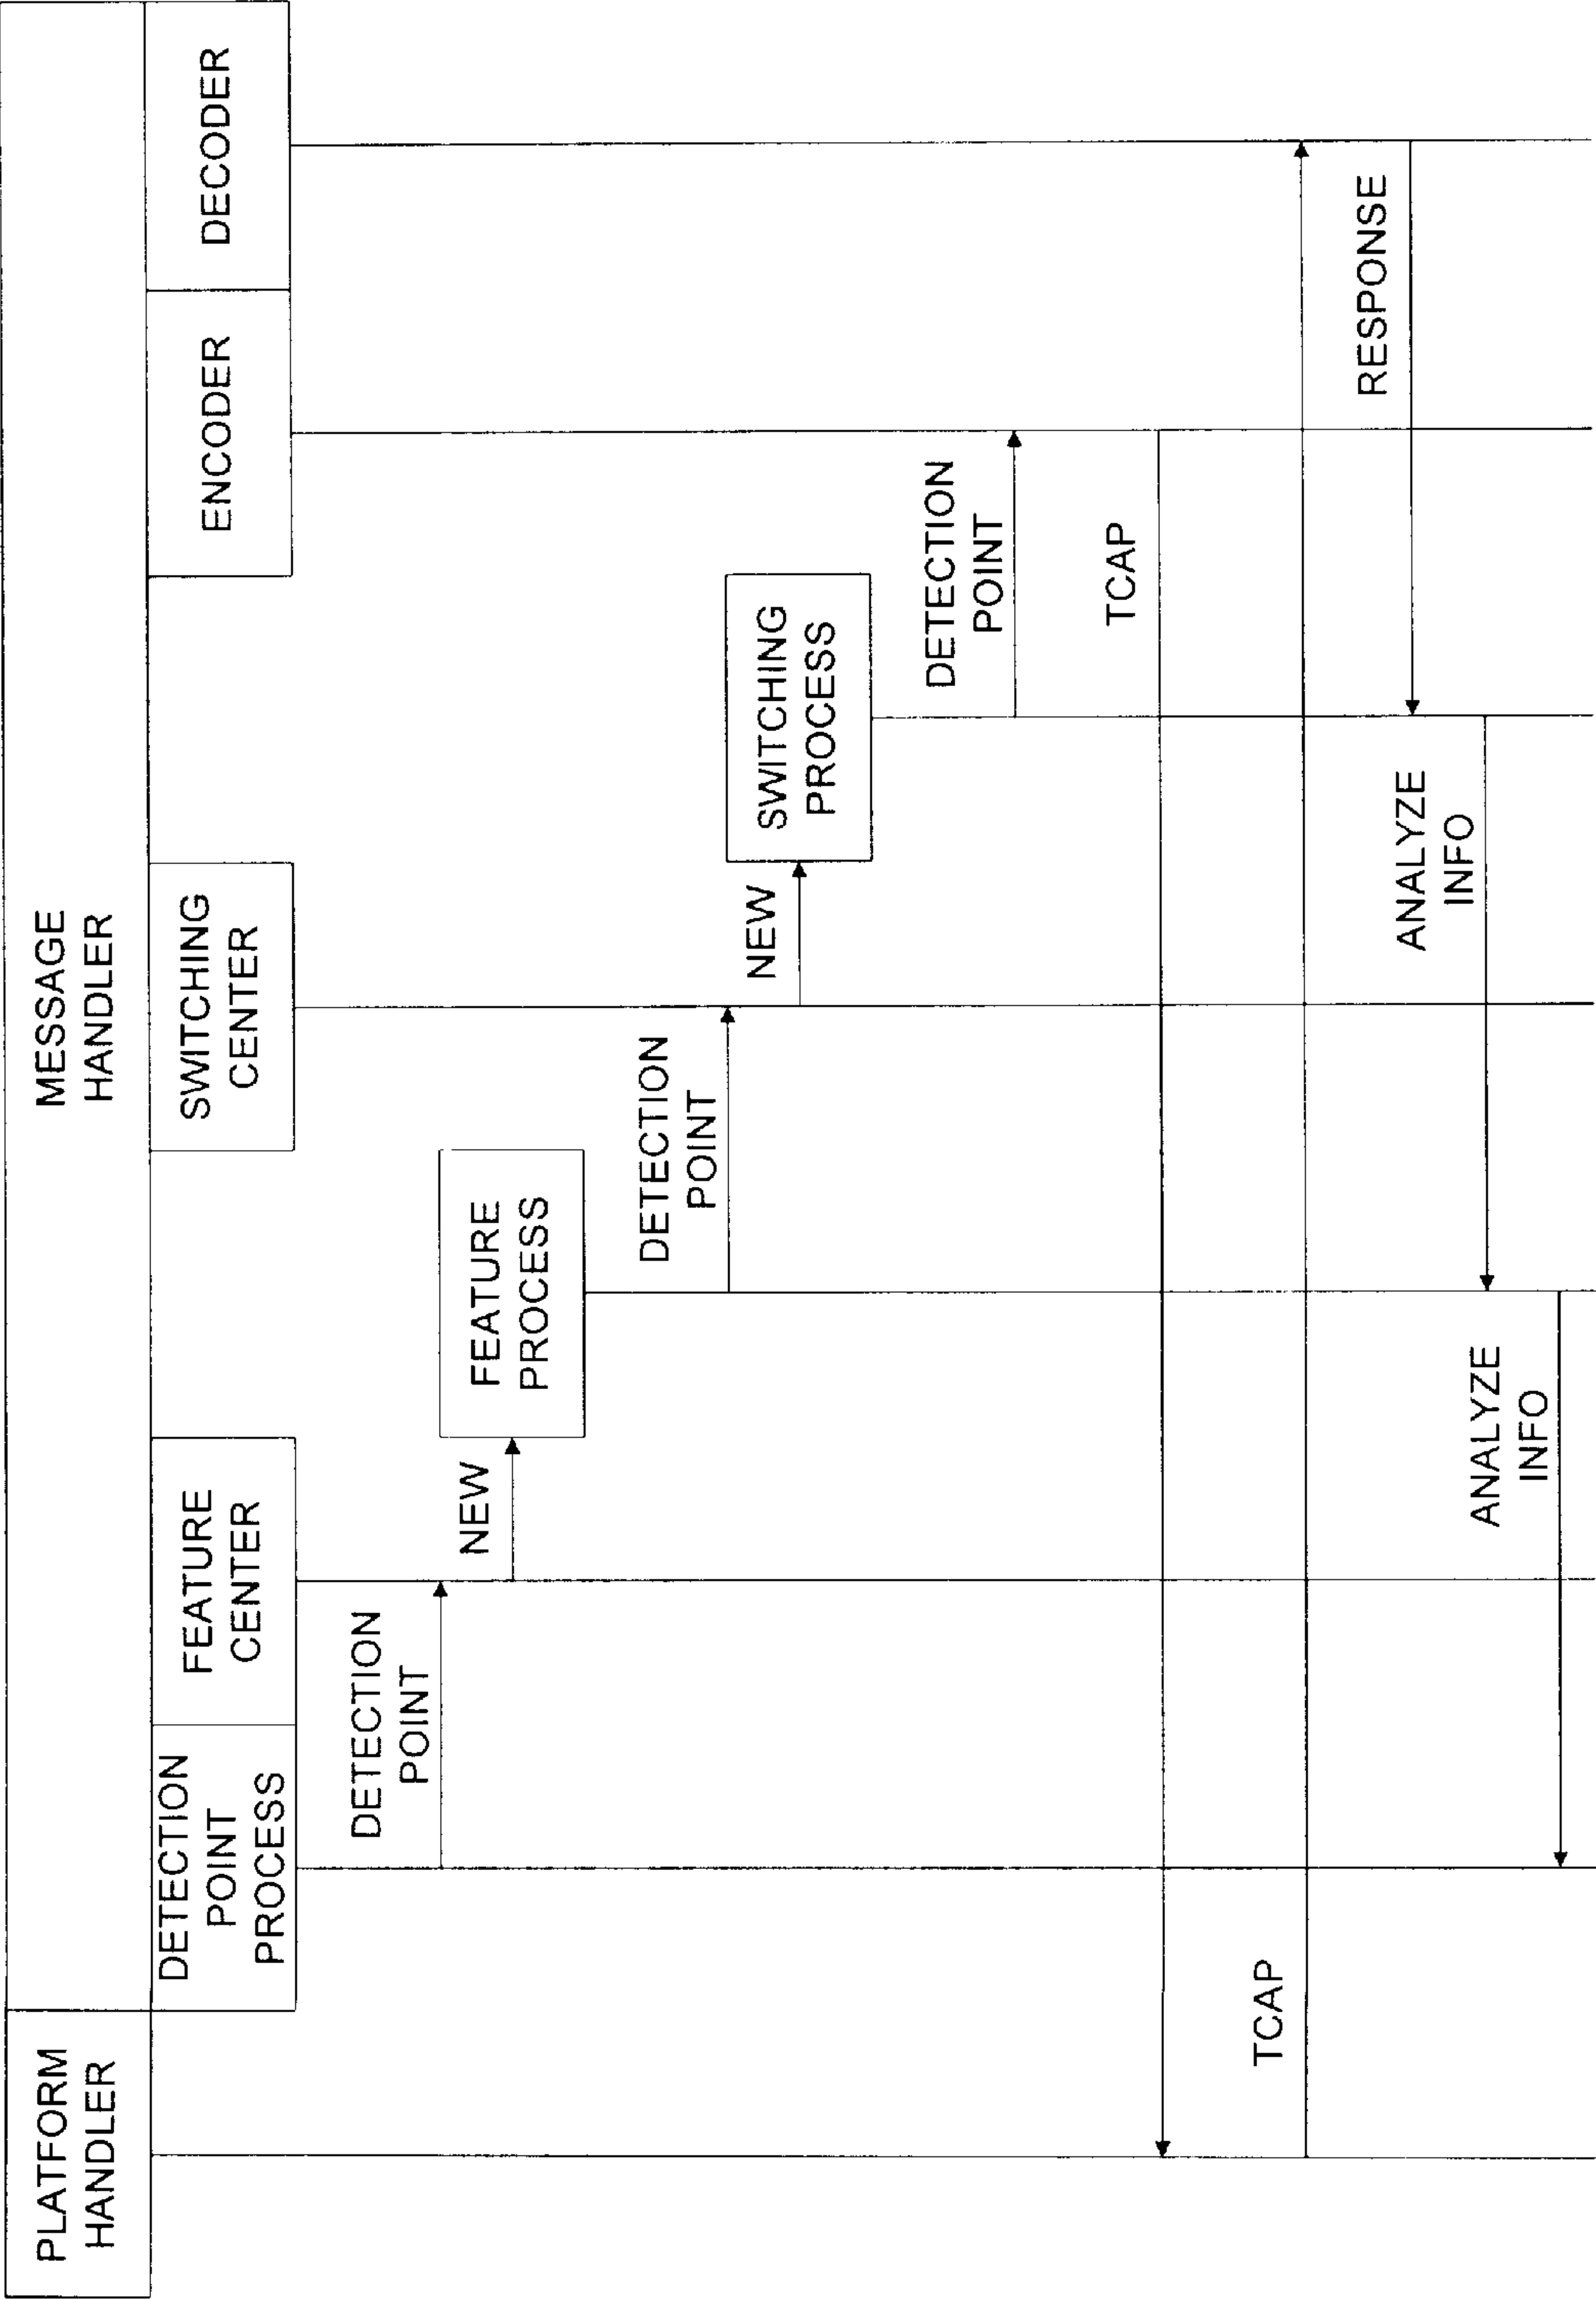 MESSAGE
HANDLER
PLATFORM
HANDLER
DETECTION
POINT
PROCESS
FEATURE
CENTER
SWITCHING
CENTER
ENCODER
DECODER
DETECTION
POINT
NEW
FEATURE
PROCESS
DETECTION
POINT
NEW
SWITCHING
PROCESS
DETECTION
POINT
TCAP
TCAP
RESPONSE
ANALYZE
INFO
ANALYZE
INFO